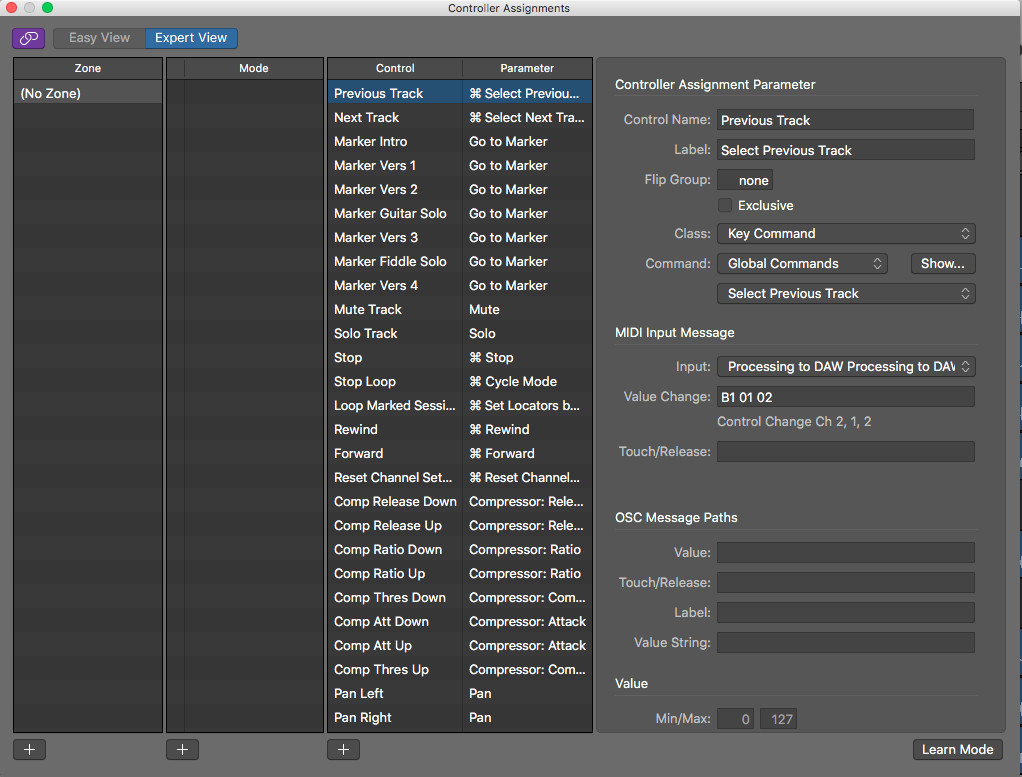 Controller Assignments
Easy View Expert View
Zone Mode Control Parameter
(No Zone)
Previous Track ⌘ Select Previou...
Next Track ⌘ Select Next Tra...
Marker Intro Go to Marker
Marker Vers 1 Go to Marker
Marker Vers 2 Go to Marker
Marker Guitar Solo Go to Marker
Marker Vers 3 Go to Marker
Marker Fiddle Solo Go to Marker
Marker Vers 4 Go to Marker
Mute Track Mute
Solo Track Solo
Stop ⌘ Stop
Stop Loop ⌘ Cycle Mode
Loop Marked Sessi... ⌘ Set Locators b...
Rewind ⌘ Rewind
Forward ⌘ Forward
Reset Channel Set... ⌘ Reset Channel...
Comp Release Down Compressor: Rele...
Comp Release Up Compressor: Rele...
Comp Ratio Down Compressor: Ratio
Comp Ratio Up Compressor: Ratio
Comp Thres Down Compressor: Com...
Comp Att Down Compressor: Attack
Comp Att Up Compressor: Attack
Comp Thres Up Compressor: Com...
Pan Left Pan
Pan Right Pan
Controller Assignment Parameter
Control Name: Previous Track
Label: Select Previous Track
Flip Group: none
Exclusive
Class: Key Command
Command: Global Commands Show...
Select Previous Track
MIDI Input Message
Input: Processing to DAW Processing to DAW
Value Change: B1 01 02
Control Change Ch 2, 1, 2
Touch/Release:
OSC Message Paths
Value:
Touch/Release:
Label:
Value String:
Value
Min/Max: 0 127
+ + + Learn Mode